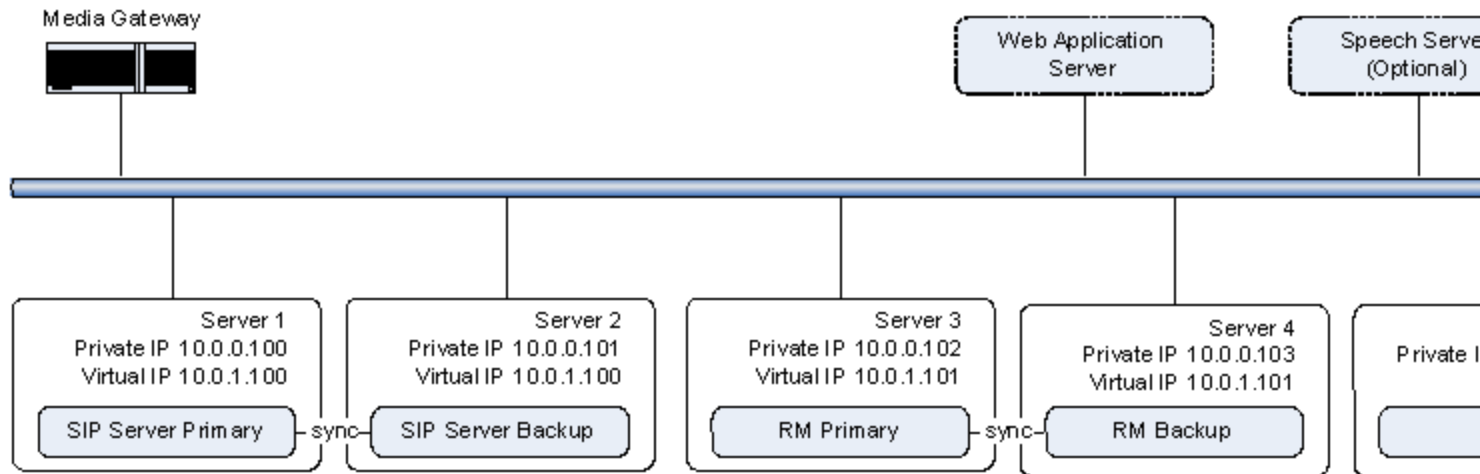 Media Gateway
Web Application
Server
Speech Serve
(Optional)
Server 1
Private IP 10.0.0.100
Virtual IP 10.0.1.100
SIP Server Primary
sync
Server 2
Private IP 10.0.0.101
Virtual IP 10.0.1.100
SIP Server Backup
Server 3
Private IP 10.0.0.102
Virtual IP 10.0.1.101
RM Primary
sync
Server 4
Private IP 10.0.0.103
Virtual IP 10.0.1.101
RM Backup
Private I